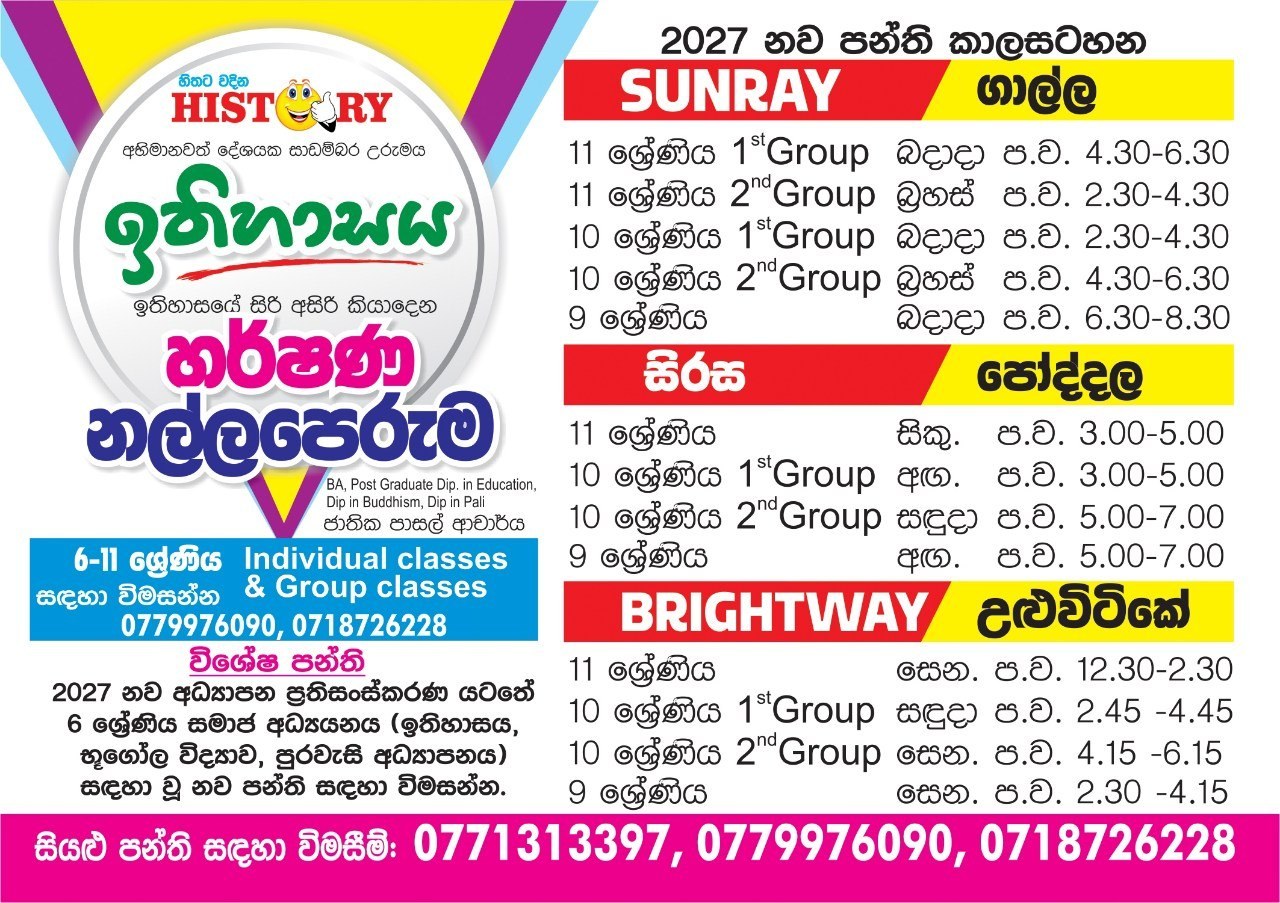 හිතට වදින
HISTORY
අභිමානවත් දේශයක සාඩම්බර උරුමය
ඉතිහාසය
ඉතිහාසයේ සිරි අසිරි කියාදෙන
හර්ෂණ
නල්ලපෙරුම
BA, Post Graduate Dip. in Education,
Dip in Buddhism, Dip in Pali
ජාතික පාසල් ආචාර්ය
6-11 ශ්‍රේණිය Individual classes
& Group classes
සඳහා විමසන්න
0779976090, 0718726228
විශේෂ පන්ති
2027 නව අධ්‍යාපන ප්‍රතිසංස්කරණ යටතේ
6 ශ්‍රේණිය සමාජ අධ්‍යයනය (ඉතිහාසය,
භූගෝල විද්‍යාව, පුරවැසි අධ්‍යාපනය)
සඳහා වූ නව පන්ති සඳහා විමසන්න.
2027 නව පන්ති කාලසටහන
SUNRAY ගාල්ල
11 ශ්‍රේණිය 1st Group බදාදා ප.ව. 4.30-6.30
11 ශ්‍රේණිය 2nd Group බ්‍රහස් ප.ව. 2.30-4.30
10 ශ්‍රේණිය 1st Group බදාදා ප.ව. 2.30-4.30
10 ශ්‍රේණිය 2nd Group බ්‍රහස් ප.ව. 4.30-6.30
9 ශ්‍රේණිය බදාදා ප.ව. 6.30-8.30
සිරස පෝද්දල
11 ශ්‍රේණිය සිකු. ප.ව. 3.00-5.00
10 ශ්‍රේණිය 1st Group අඟ. ප.ව. 3.00-5.00
10 ශ්‍රේණිය 2nd Group සඳුදා ප.ව. 5.00-7.00
9 ශ්‍රේණිය අඟ. ප.ව. 5.00-7.00
BRIGHTWAY උළුවිටිකේ
11 ශ්‍රේණිය සෙන. ප.ව. 12.30-2.30
10 ශ්‍රේණිය 1st Group සඳුදා ප.ව. 2.45 -4.45
10 ශ්‍රේණිය 2nd Group සෙන. ප.ව. 4.15 -6.15
9 ශ්‍රේණිය සෙන. ප.ව. 2.30 -4.15
සියළු පන්ති සඳහා විමසීම්: 0771313397, 0779976090, 0718726228